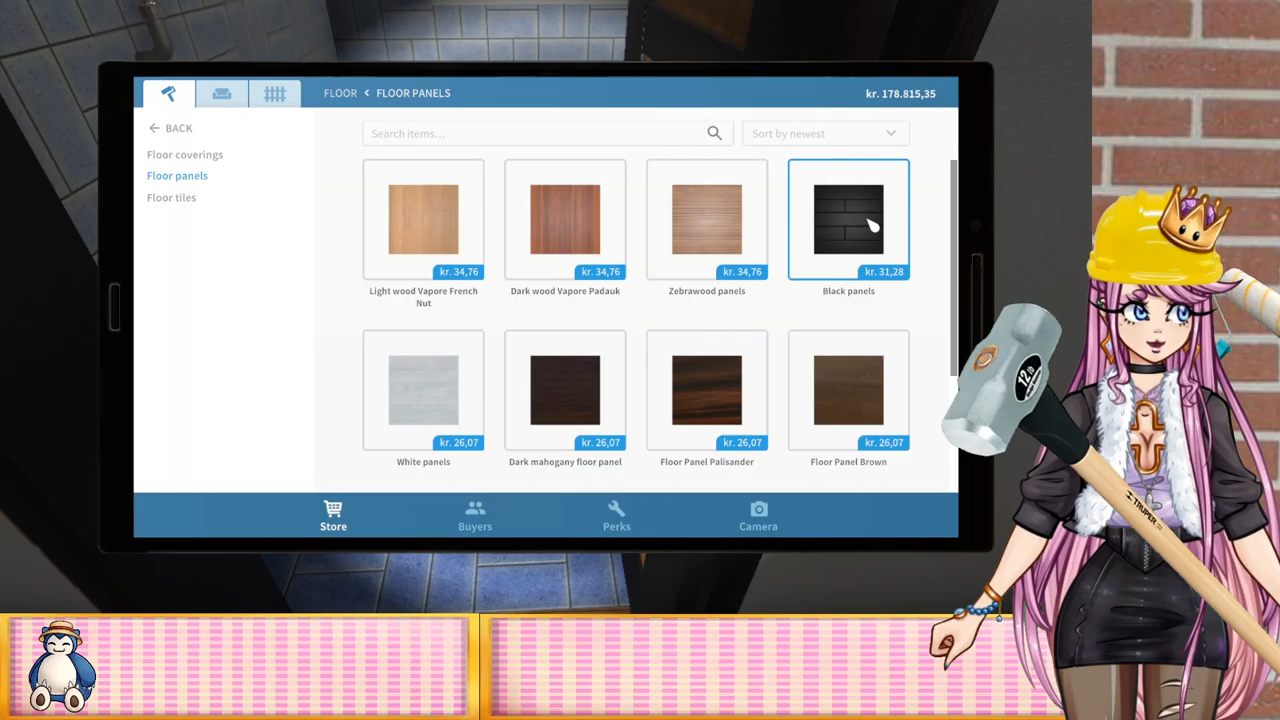 FLOOR < FLOOR PANELS
kr. 178.815,35
BACK
Floor coverings
Floor panels
Floor tiles
Search items...
Sort by newest
kr. 34,76
kr. 34,76
kr. 34,76
kr. 31,28
Light wood Vapore French
Nut
Dark wood Vapore Padauk
Zebrawood panels
Black panels
kr. 26,07
kr. 26,07
kr. 26,07
kr. 26,07
White panels
Dark mahogany floor panel
Floor Panel Palisander
Floor Panel Brown
Store
Buyers
Perks
Camera
12 lb
TRUPER